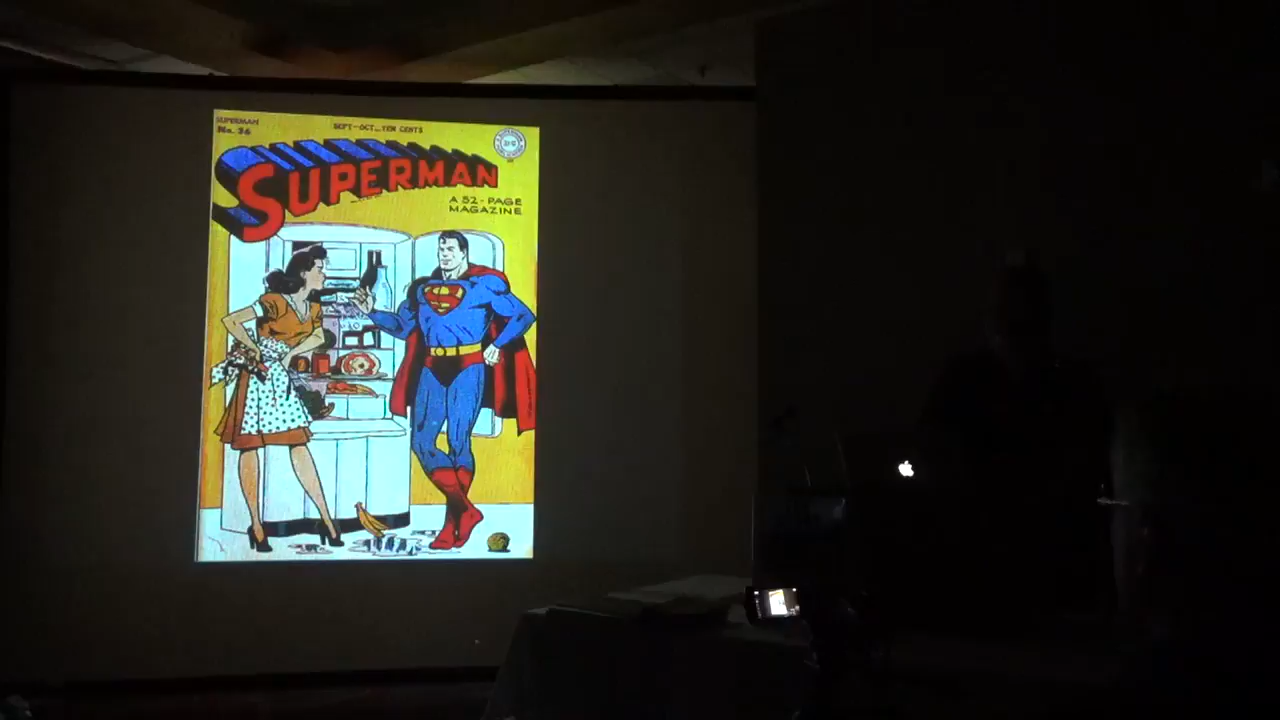 SUPERMAN
No. 36
SEPT-OCT. TEN CENTS
SUPERMAN
A 52-PAGE
MAGAZINE